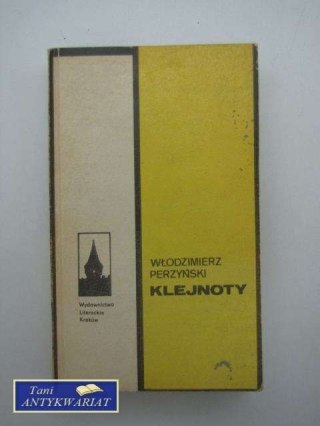 WŁODZIMIERZ
PERZYŃSKI
KLEJNOTY
Wydawnictwo
Literackie
Kraków
Tani
ANTYKWARIAT